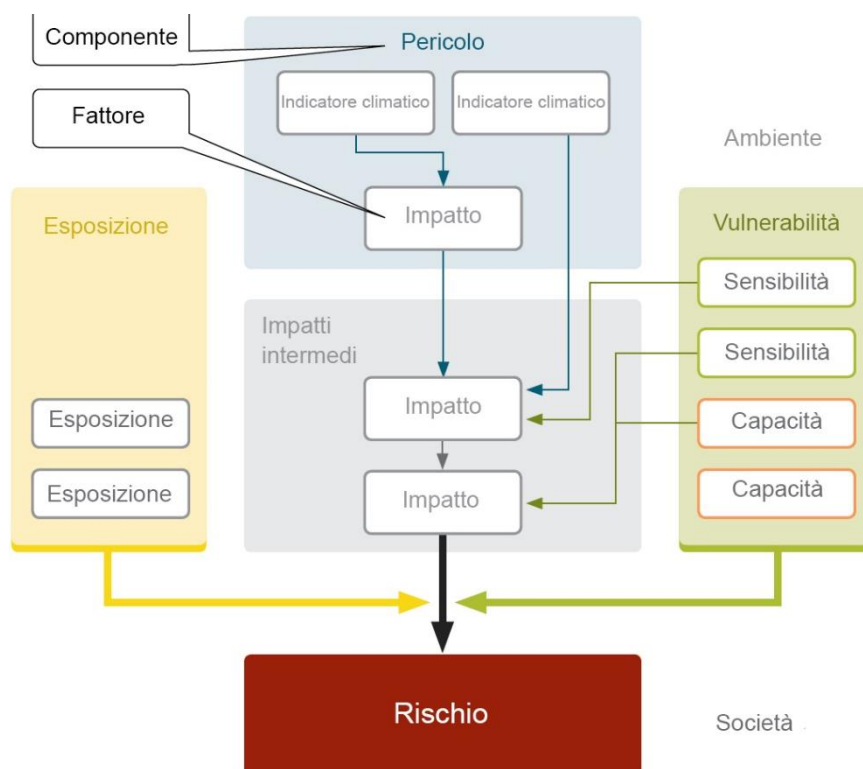 Componente
Pericolo
Indicatore climatico
Indicatore climatico
Fattore
Ambiente
Impatto
Esposizione
Vulnerabilità
Sensibilità
Impatti
intermedi
Sensibilità
Impatto
Esposizione
Capacità
Esposizione
Impatto
Capacità
Rischio
Società